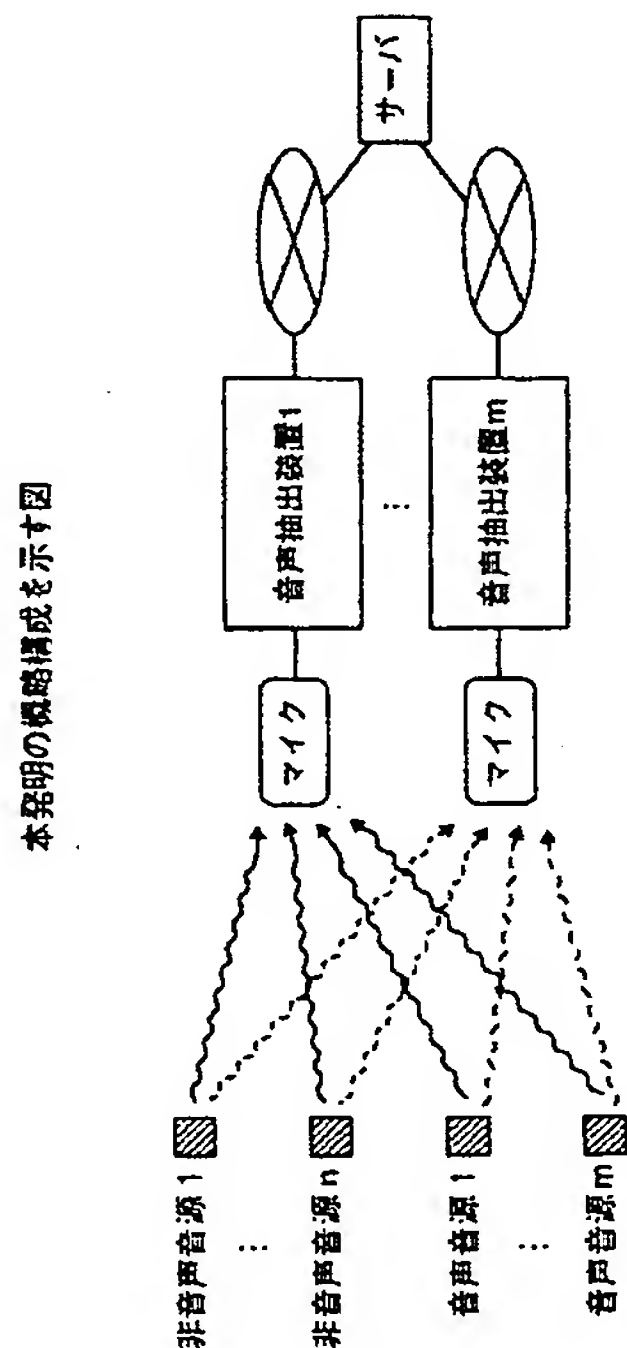 本発明の概略構成を示す図
非音声音源1
⋮
非音声音源n
音声音源1
⋮
音声音源m
マイク
マイク
音声抽出装置1
⋮
音声抽出装置m
サーバ